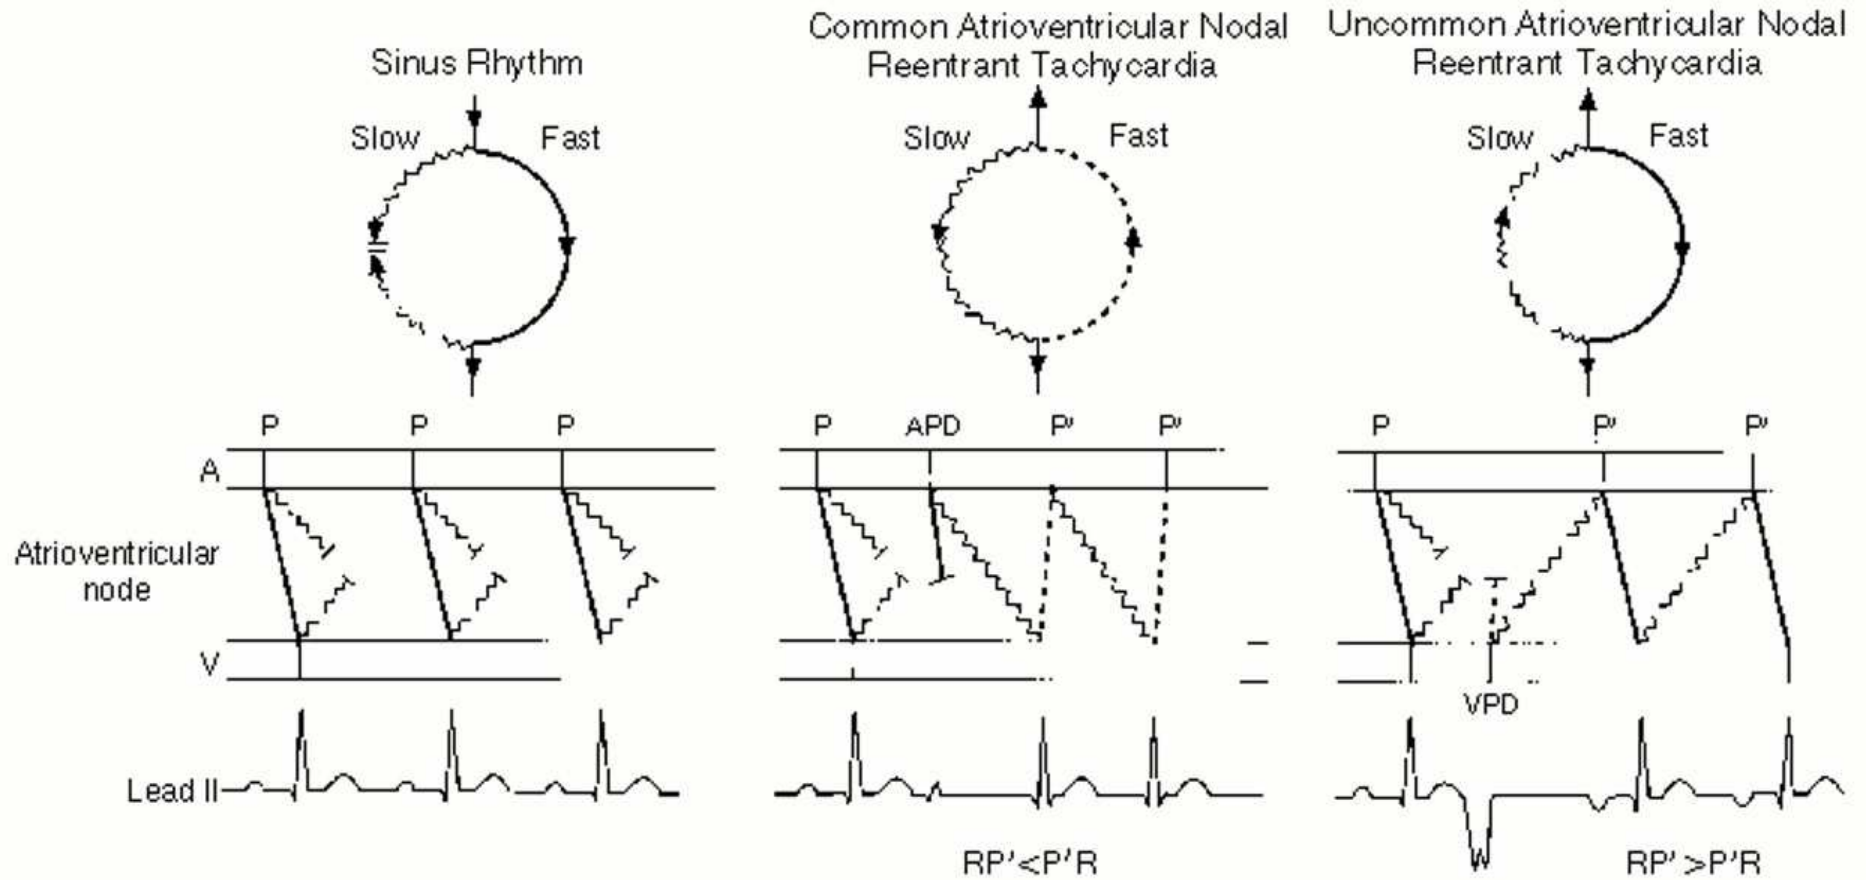 Sinus Rhythm
Common Atrioventricular Nodal
Reentrant Tachycardia
Uncommon Atrioventricular Nodal
Reentrant Tachycardia
Slow Fast
Slow Fast
Slow Fast
P P P
P APD P' P'
P P' P'
A
Atrioventricular
node
V
VPD
Lead II
RP'<P'R
RP'>P'R